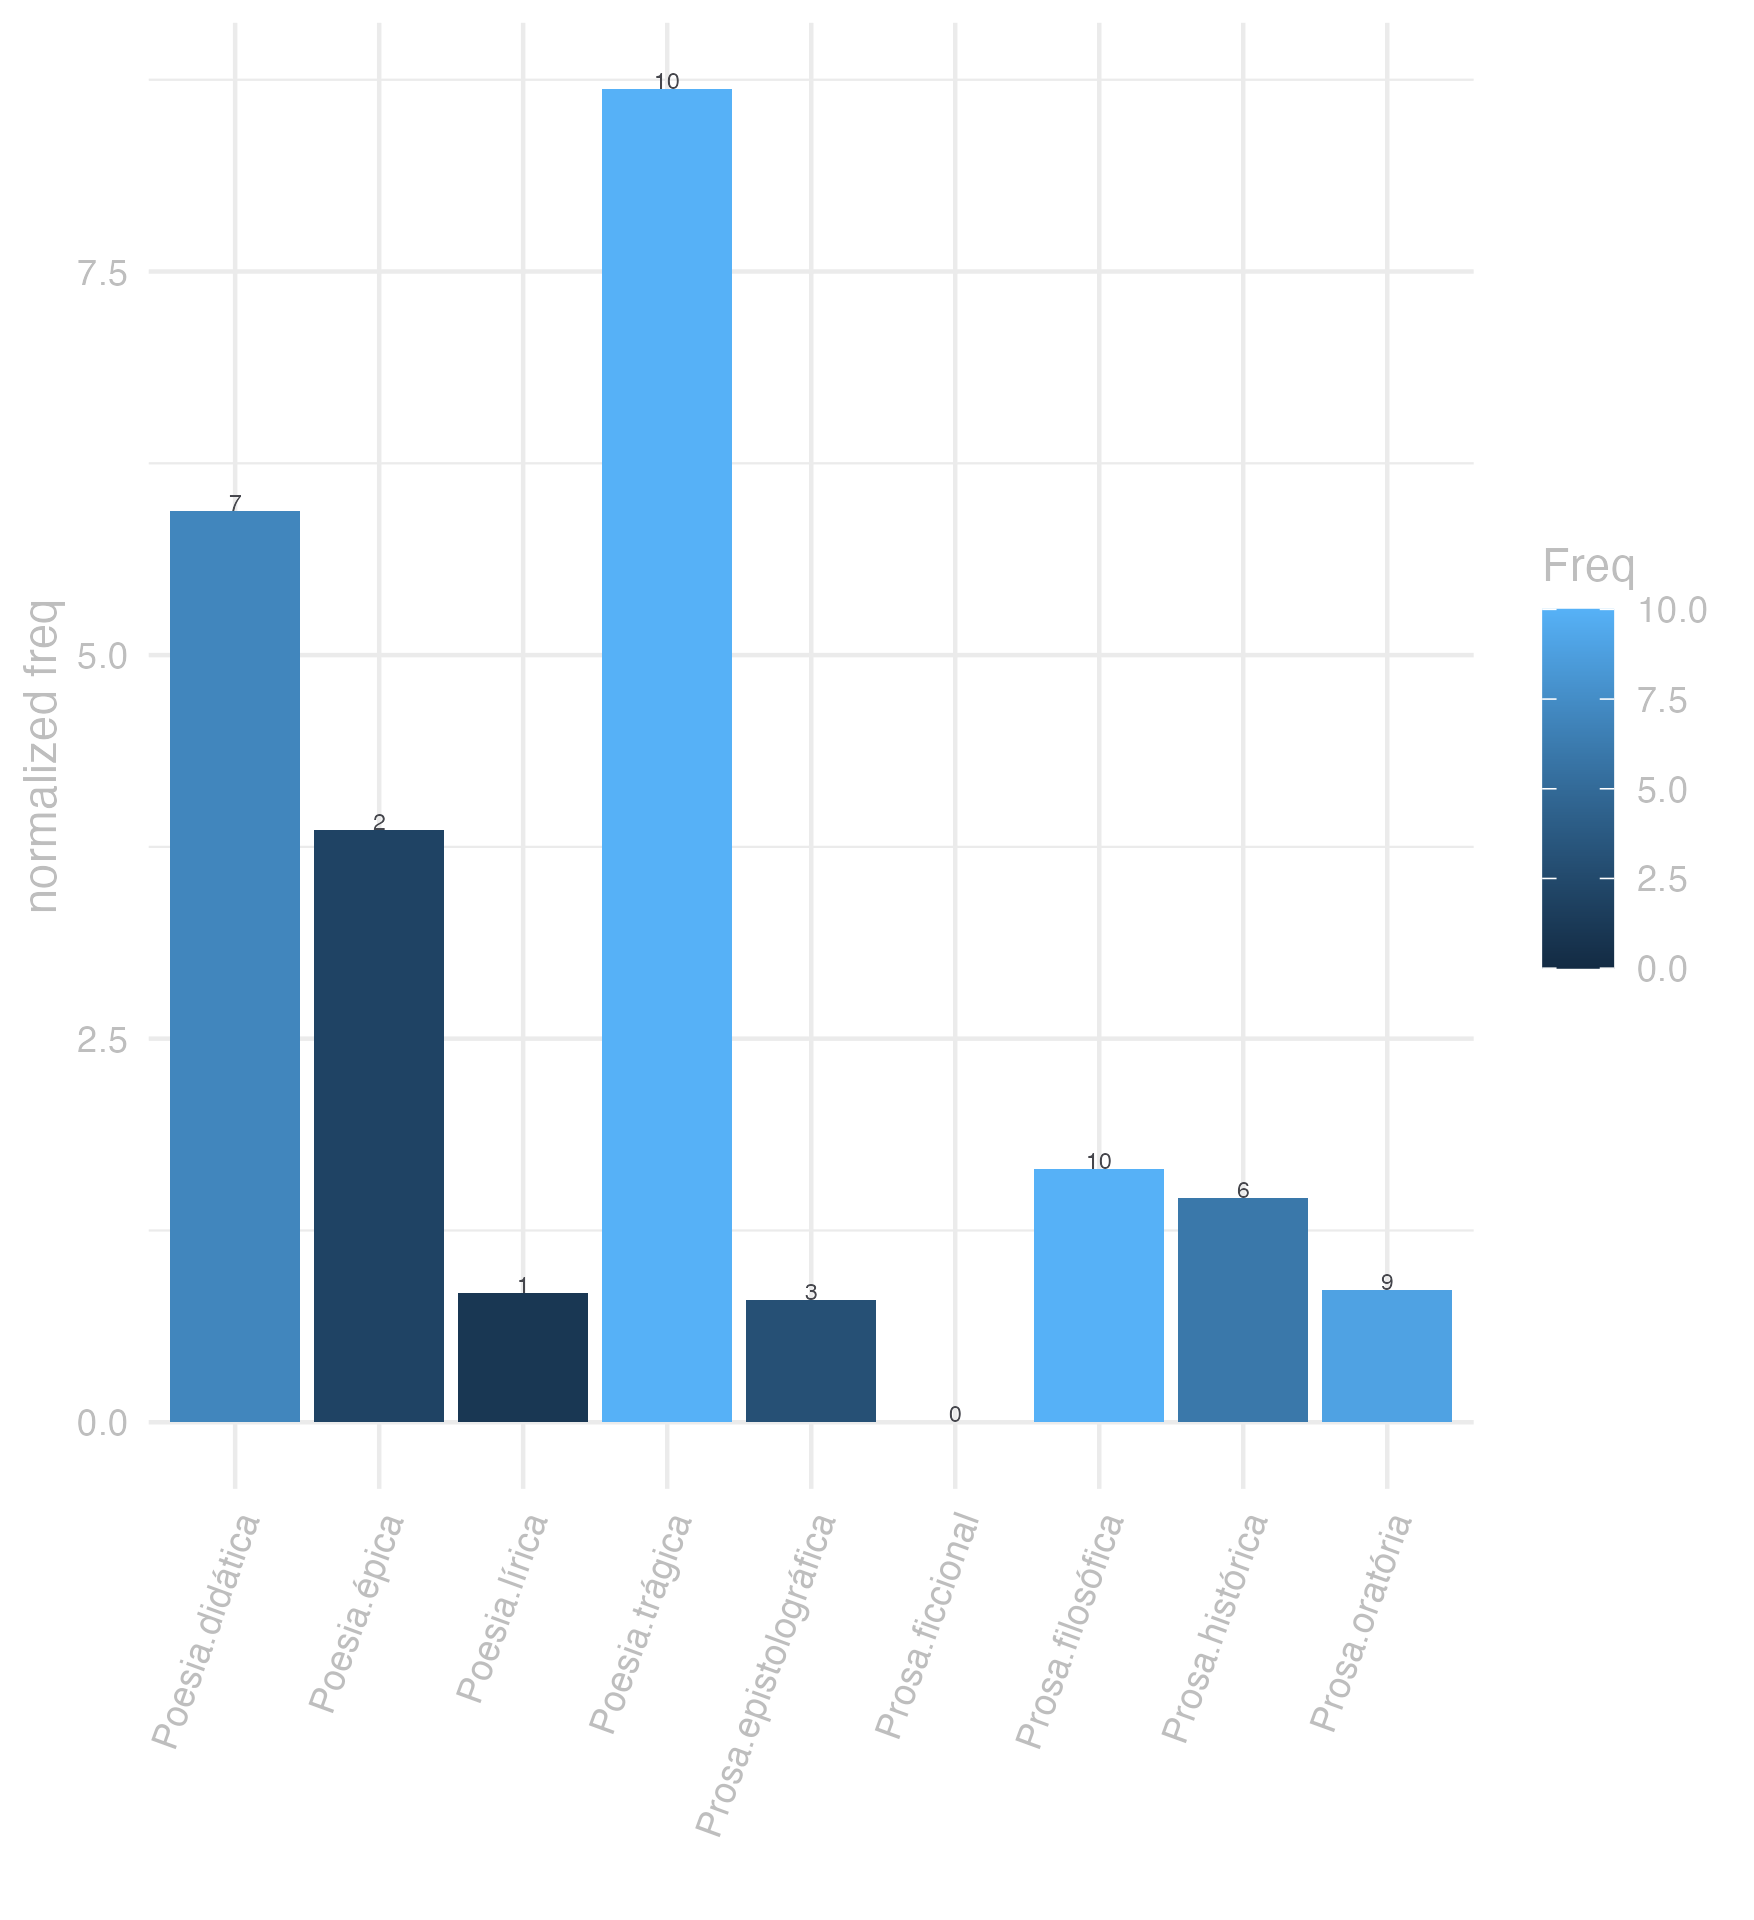 normalized freq
7.5
5.0
2.5
0.0
7
2
1
10
3
0
10
6
9
Poesia.didática
Poesia.épica
Poesia.lírica
Poesia.trágica
Prosa.epistolográfica
Prosa.ficcional
Prosa.filosófica
Prosa.histórica
Prosa.oratória
Freq
10.0
7.5
5.0
2.5
0.0